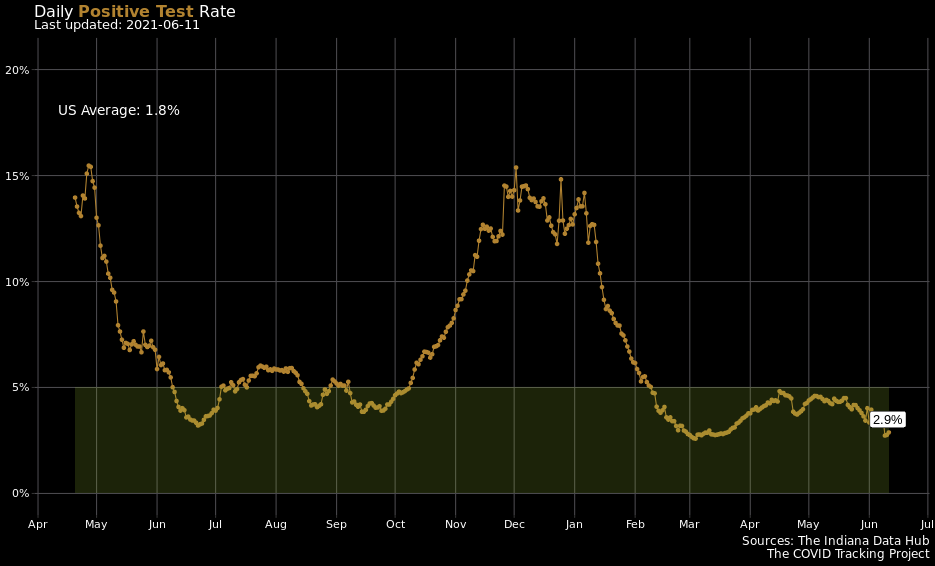 Daily Positive Test Rate
Last updated: 2021-06-11
20%
US Average: 1.8%
15%
10%
5%
2.9%
0%
Apr May Jun Jul Aug Sep Oct Nov Dec Jan Feb Mar Apr May Jun Jul
Sources: The Indiana Data Hub
The COVID Tracking Project